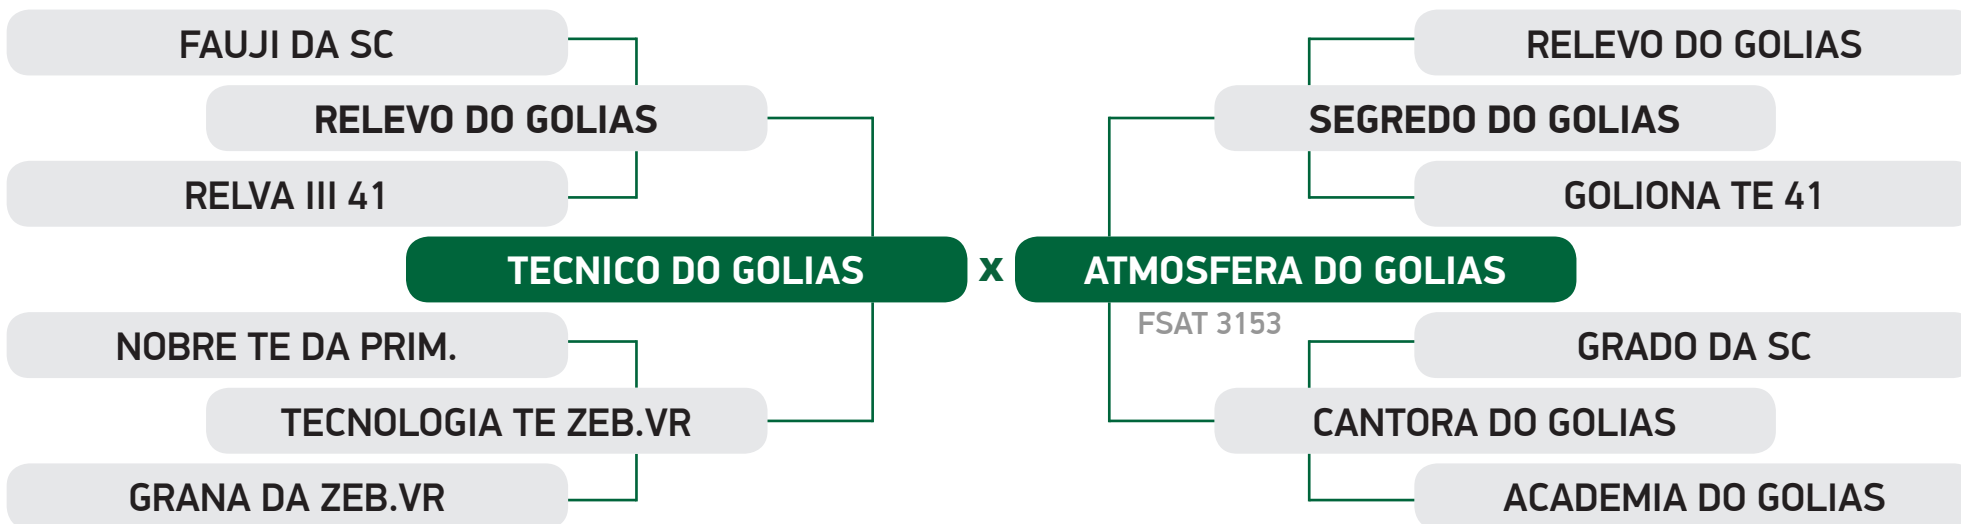 FAUJI DA SC
RELEVO DO GOLIAS
RELEVO DO GOLIAS
SEGREDO DO GOLIAS
RELVA III 41
GOLIONA TE 41
TECNICO DO GOLIAS x ATMOSFERA DO GOLIAS
FSAT 3153
NOBRE TE DA PRIM.
GRADO DA SC
TECNOLOGIA TE ZEB.VR
CANTORA DO GOLIAS
GRANA DA ZEB.VR
ACADEMIA DO GOLIAS